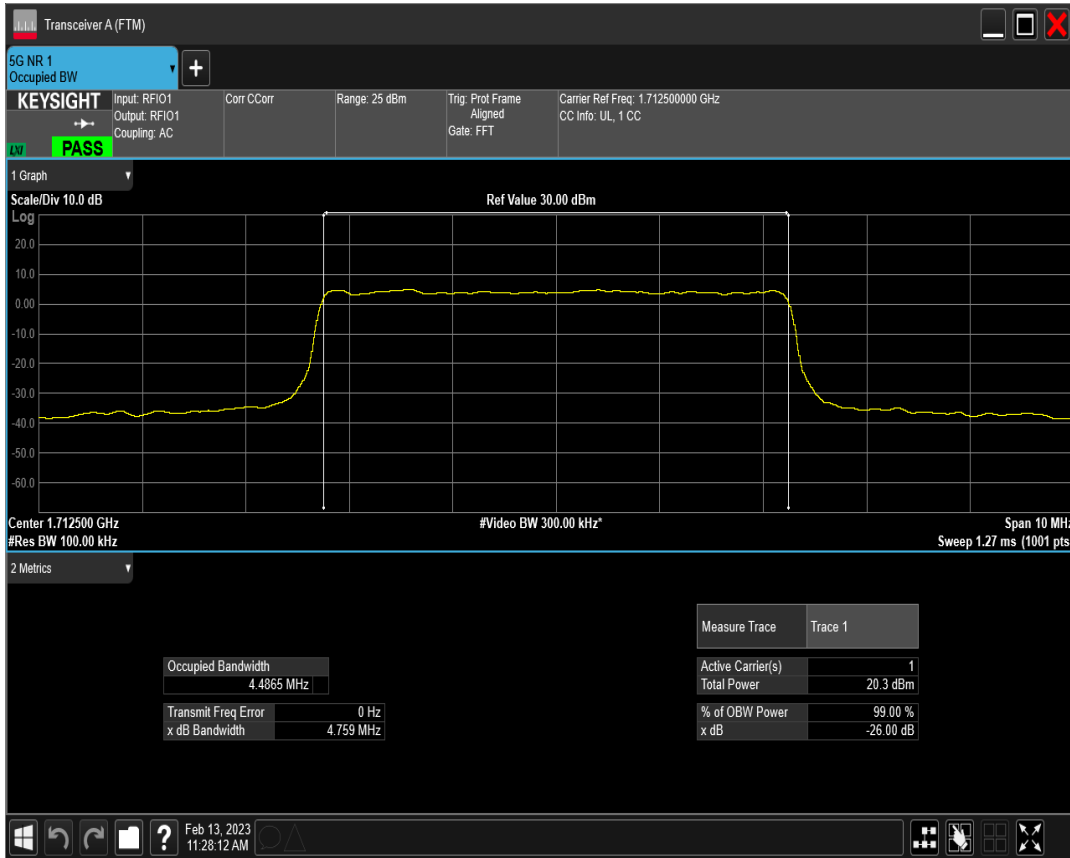 Transceiver A (FTM)
5G NR 1
Occupied BW
+
KEYSIGHT
LXI
PASS
Input: RFIO1
Output: RFIO1
Coupling: AC
Corr CCorr
Range: 25 dBm
Trig: Prot Frame
Aligned
Gate: FFT
Carrier Ref Freq: 1.712500000 GHz
CC Info: UL, 1 CC
1 Graph
Scale/Div 10.0 dB
Ref Value 30.00 dBm
Log
20.0
10.0
0.00
-10.0
-20.0
-30.0
-40.0
-50.0
-60.0
Center 1.712500 GHz
#Video BW 300.00 kHz*
Span 10 MHz
#Res BW 100.00 kHz
Sweep 1.27 ms (1001 pts
2 Metrics
Measure Trace Trace 1
Occupied Bandwidth
4.4865 MHz
Active Carrier(s) 1
Total Power 20.3 dBm
Transmit Freq Error 0 Hz
x dB Bandwidth 4.759 MHz
% of OBW Power 99.00 %
x dB -26.00 dB
?
Feb 13, 2023
11:28:12 AM